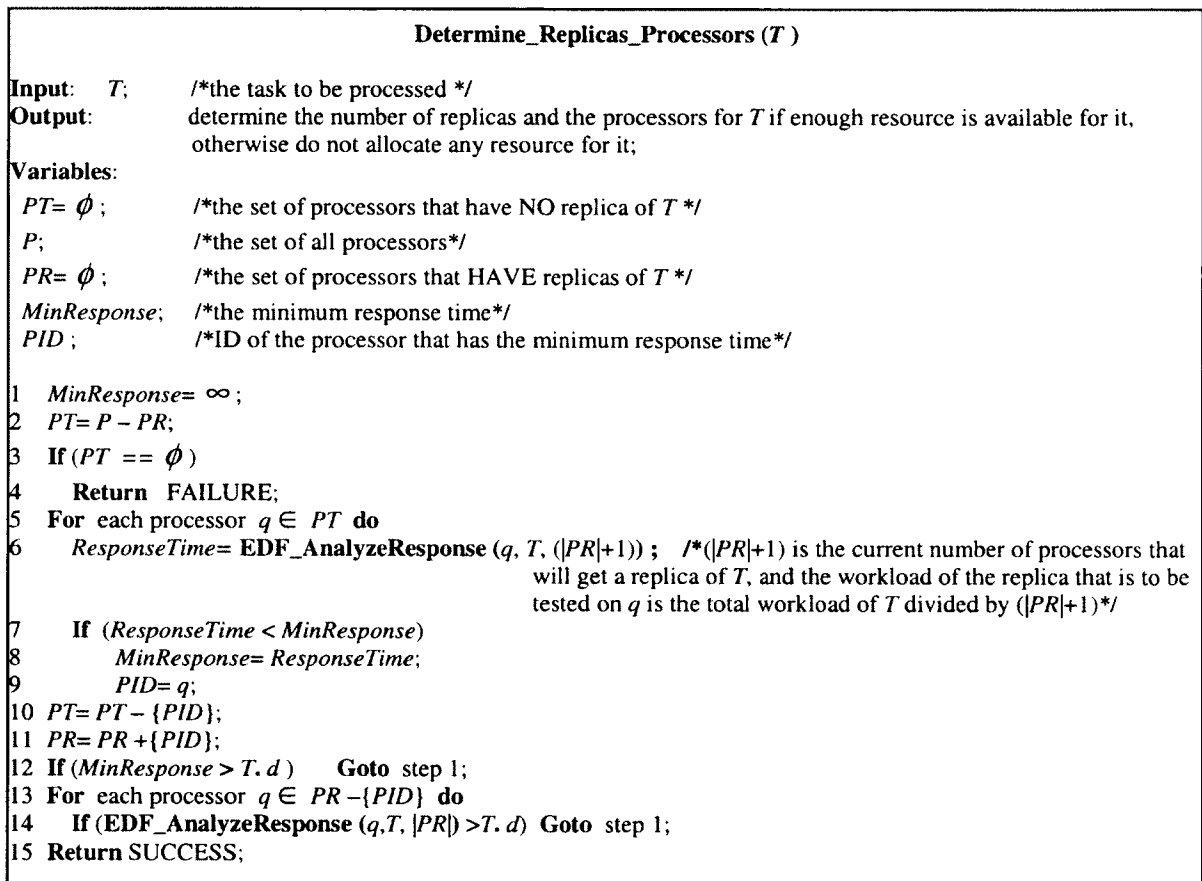 Determine_Replicas_Processors (T )
Input: T; /*the task to be processed */
Output: determine the number of replicas and the processors for T if enough resource is available for it,
otherwise do not allocate any resource for it;
Variables:
PT= ϕ ; /*the set of processors that have NO replica of T */
P; /*the set of all processors*/
PR= ϕ ; /*the set of processors that HAVE replicas of T */
MinResponse; /*the minimum response time*/
PID ; /*ID of the processor that has the minimum response time*/
1 MinResponse= ∞ ;
2 PT= P – PR;
3 If (PT == ϕ )
4 Return FAILURE;
5 For each processor q ∈ PT do
6 ResponseTime= EDF_AnalyzeResponse (q, T, (|PR|+1)) ; /*(|PR|+1) is the current number of processors that
will get a replica of T, and the workload of the replica that is to be
tested on q is the total workload of T divided by (|PR|+1)*/
7 If (ResponseTime < MinResponse)
8 MinResponse= ResponseTime;
9 PID= q;
10 PT= PT – {PID};
11 PR= PR +{PID};
12 If (MinResponse > T. d ) Goto step 1;
13 For each processor q ∈ PR –{PID} do
14 If (EDF_AnalyzeResponse (q,T, |PR|) >T. d) Goto step 1;
15 Return SUCCESS;